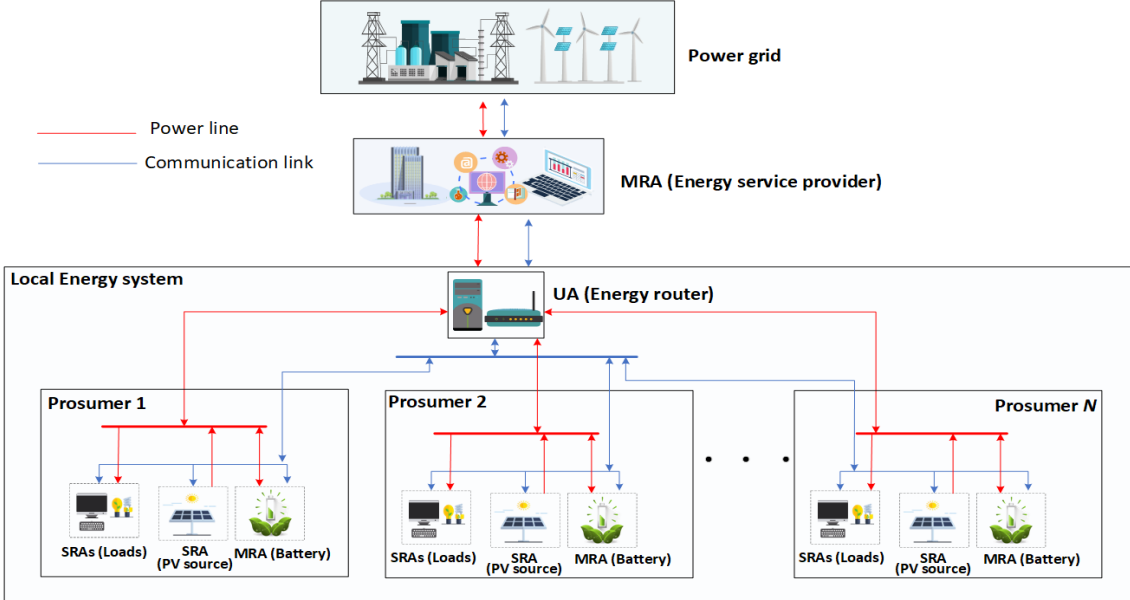 Power grid
Power line
Communication link
MRA (Energy service provider)
Local Energy system
UA (Energy router)
Prosumer 1
Prosumer 2
Prosumer N
SRAs (Loads)
SRA
(PV source)
MRA (Battery)
SRAs (Loads)
SRA
(PV source)
MRA (Battery)
SRAs (Loads)
SRA
(PV source)
MRA (Battery)